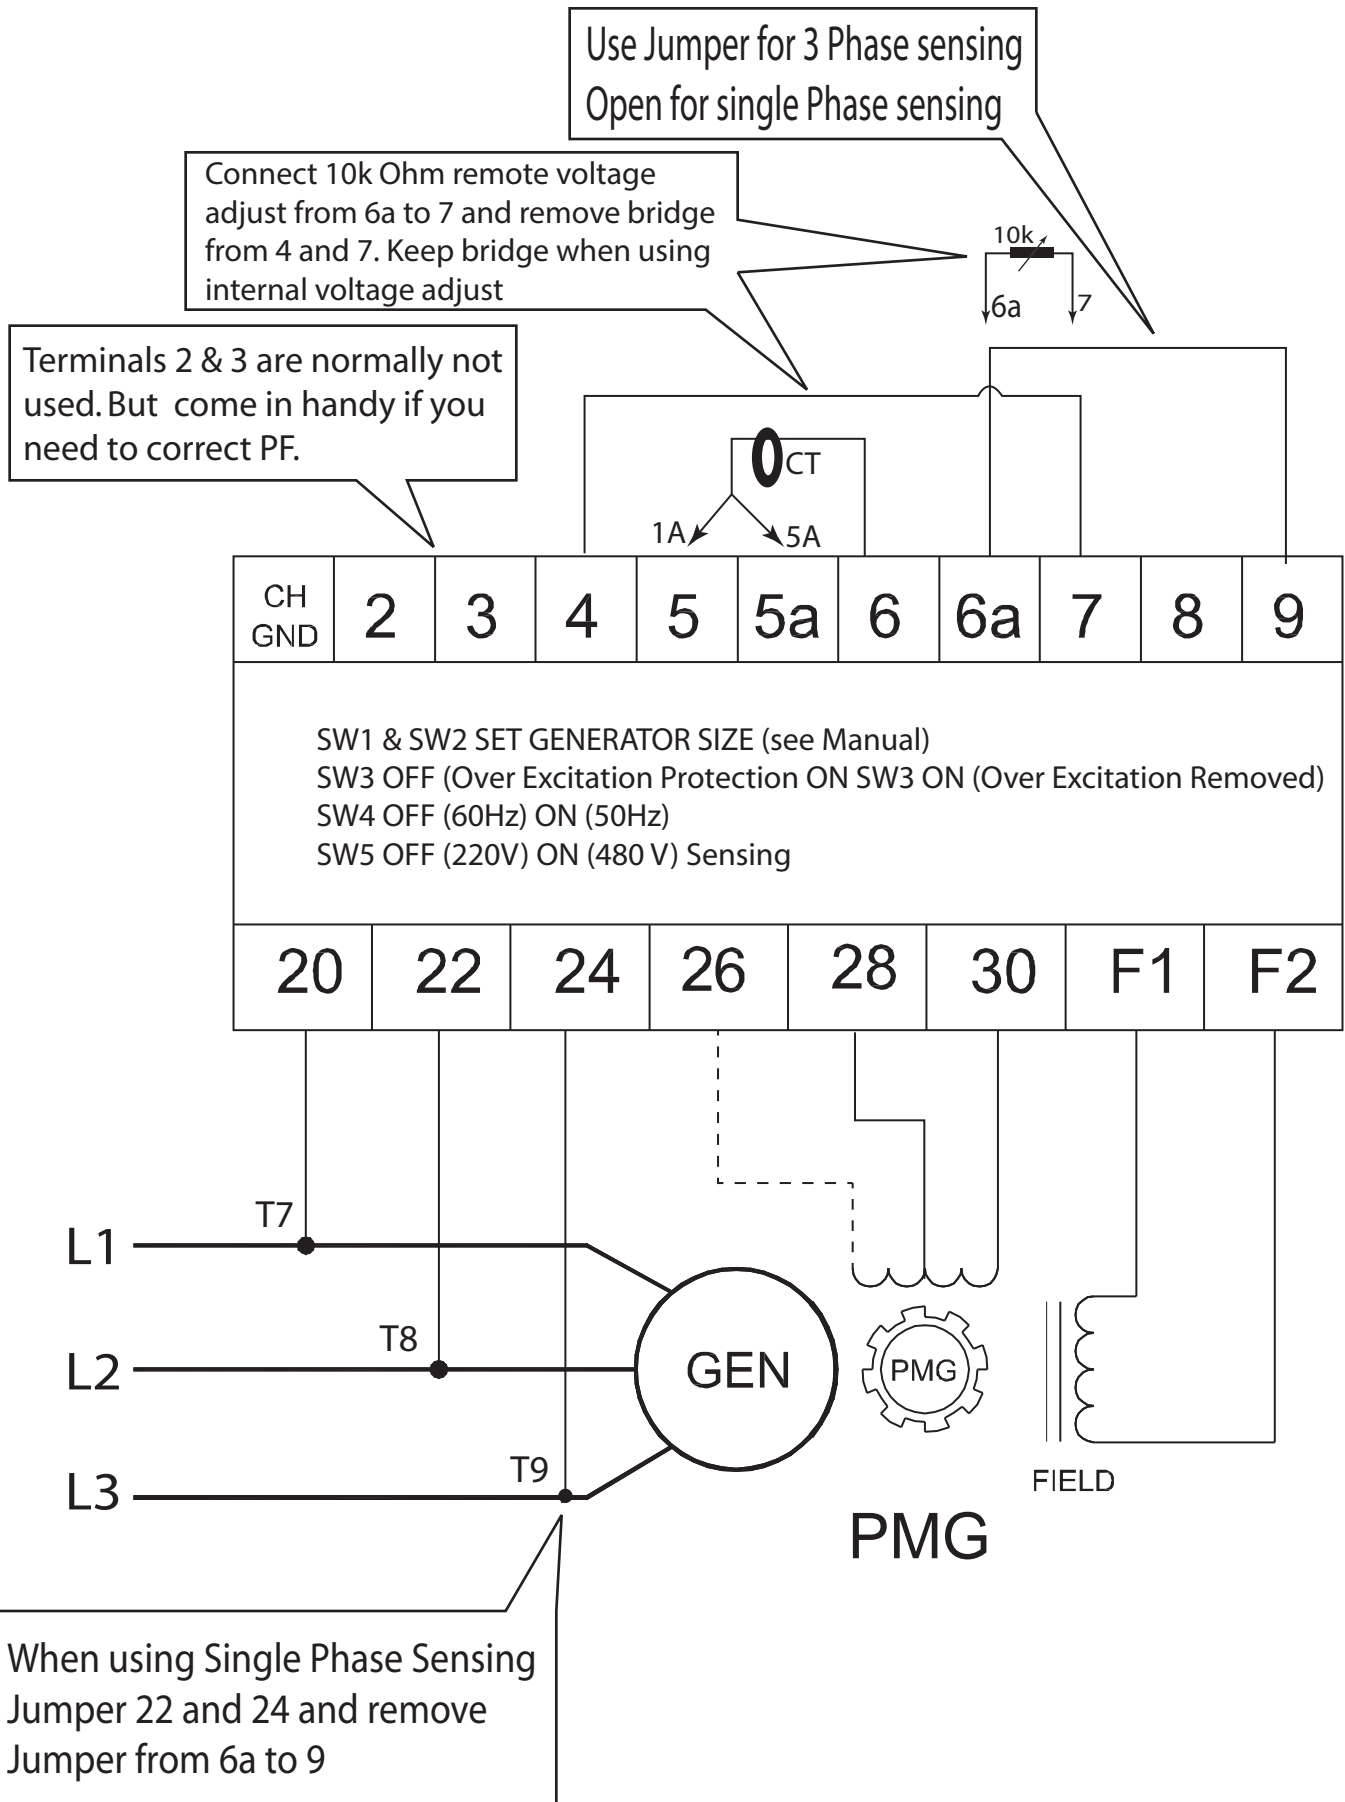 Use Jumper for 3 Phase sensing
Open for single Phase sensing
Connect 10k Ohm remote voltage
adjust from 6a to 7 and remove bridge
from 4 and 7. Keep bridge when using
internal voltage adjust
10k
6a
7
Terminals 2 & 3 are normally not
used. But come in handy if you
need to correct PF.
CT
1A
5A
CH
GND
2
3
4
5
5a
6
6a
7
8
9
SW1 & SW2 SET GENERATOR SIZE (see Manual)
SW3 OFF (Over Excitation Protection ON SW3 ON (Over Excitation Removed)
SW4 OFF (60Hz) ON (50Hz)
SW5 OFF (220V) ON (480 V) Sensing
20
22
24
26
28
30
F1
F2
T7
L1
T8
L2
GEN
PMG
T9
L3
FIELD
PMG
When using Single Phase Sensing
Jumper 22 and 24 and remove
Jumper from 6a to 9